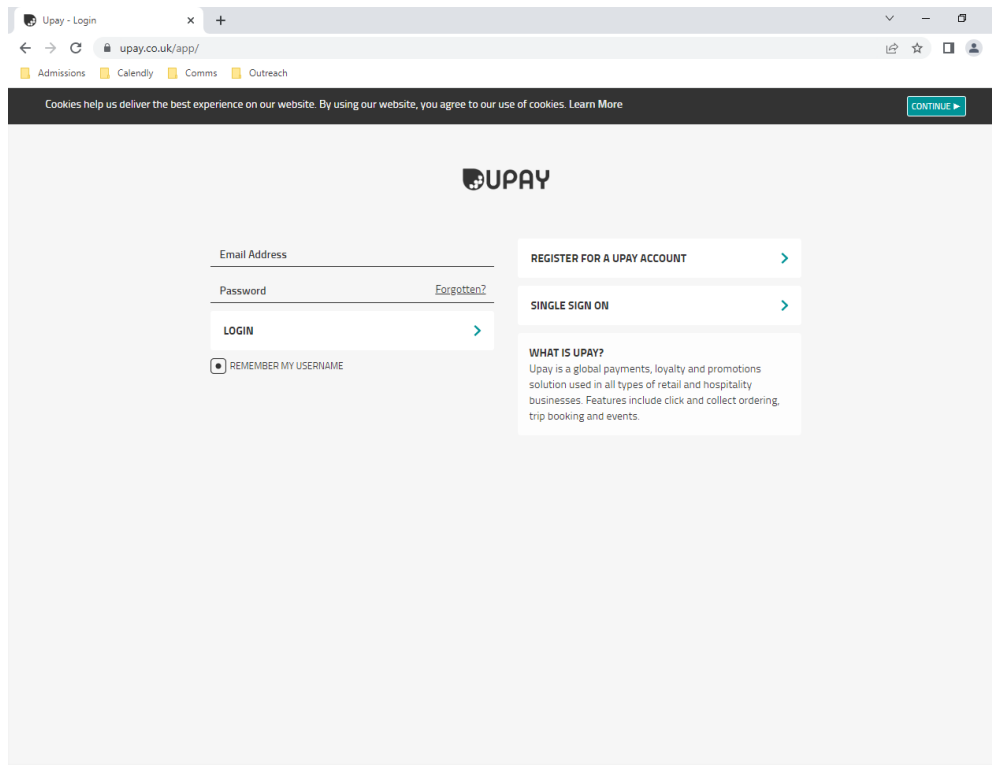 Upay - Login
upay.co.uk/app/
Admissions Calendly Comms Outreach
Cookies help us deliver the best experience on our website. By using our website, you agree to our use of cookies. Learn More
CONTINUE ►
UPAY
Email Address
Password Forgotten?
LOGIN
REMEMBER MY USERNAME
REGISTER FOR A UPAY ACCOUNT
SINGLE SIGN ON
WHAT IS UPAY?
Upay is a global payments, loyalty and promotions
solution used in all types of retail and hospitality
businesses. Features include click and collect ordering,
trip booking and events.